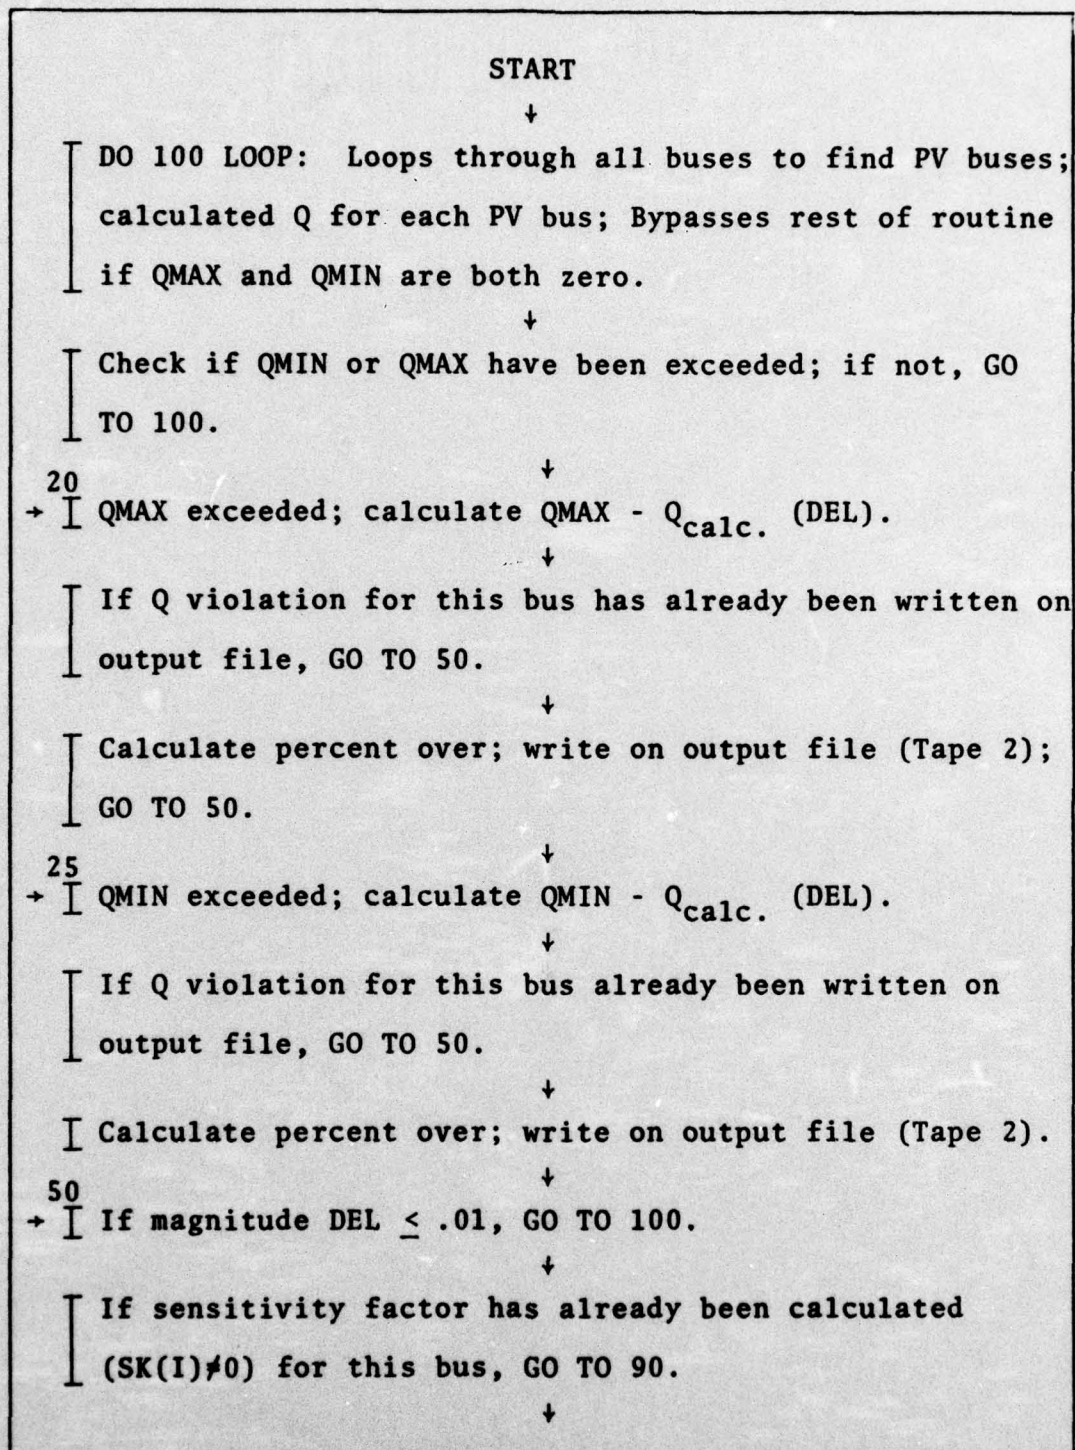 START
↓
DO 100 LOOP: Loops through all buses to find PV buses;
calculated Q for each PV bus; Bypasses rest of routine
if QMAX and QMIN are both zero.
↓
Check if QMIN or QMAX have been exceeded; if not, GO
TO 100.
↓
20
→ QMAX exceeded; calculate QMAX - Qcalc. (DEL).
↓
If Q violation for this bus has already been written on
output file, GO TO 50.
↓
Calculate percent over; write on output file (Tape 2);
GO TO 50.
↓
25
→ QMIN exceeded; calculate QMIN - Qcalc. (DEL).
↓
If Q violation for this bus already been written on
output file, GO TO 50.
↓
Calculate percent over; write on output file (Tape 2).
↓
50
→ If magnitude DEL ≤ .01, GO TO 100.
↓
If sensitivity factor has already been calculated
(SK(I)≠0) for this bus, GO TO 90.
↓